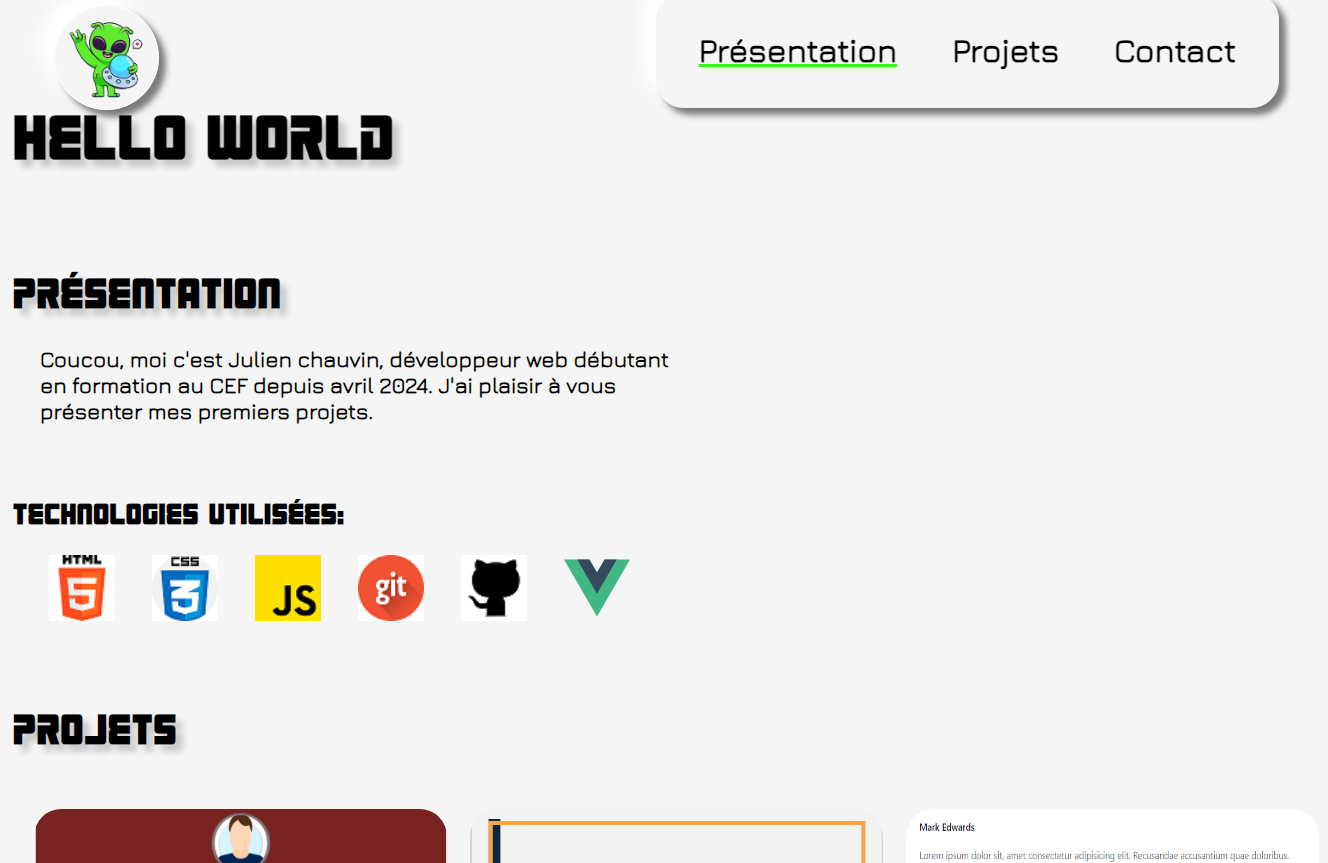 Présentation Projets Contact
HELLO WORLD
PRÉSENTATION
Coucou, moi c'est Julien chauvin, développeur web débutant
en formation au CEF depuis avril 2024. J'ai plaisir à vous
présenter mes premiers projets.
TECHNOLOGIES UTILISÉES:
HTML
5
CSS
3
JS
git
PROJETS
Mark Edwards
Lorem ipsum dolor sit, amet consectetur adipisicing elit. Recusandae accusantium quae doloribus.